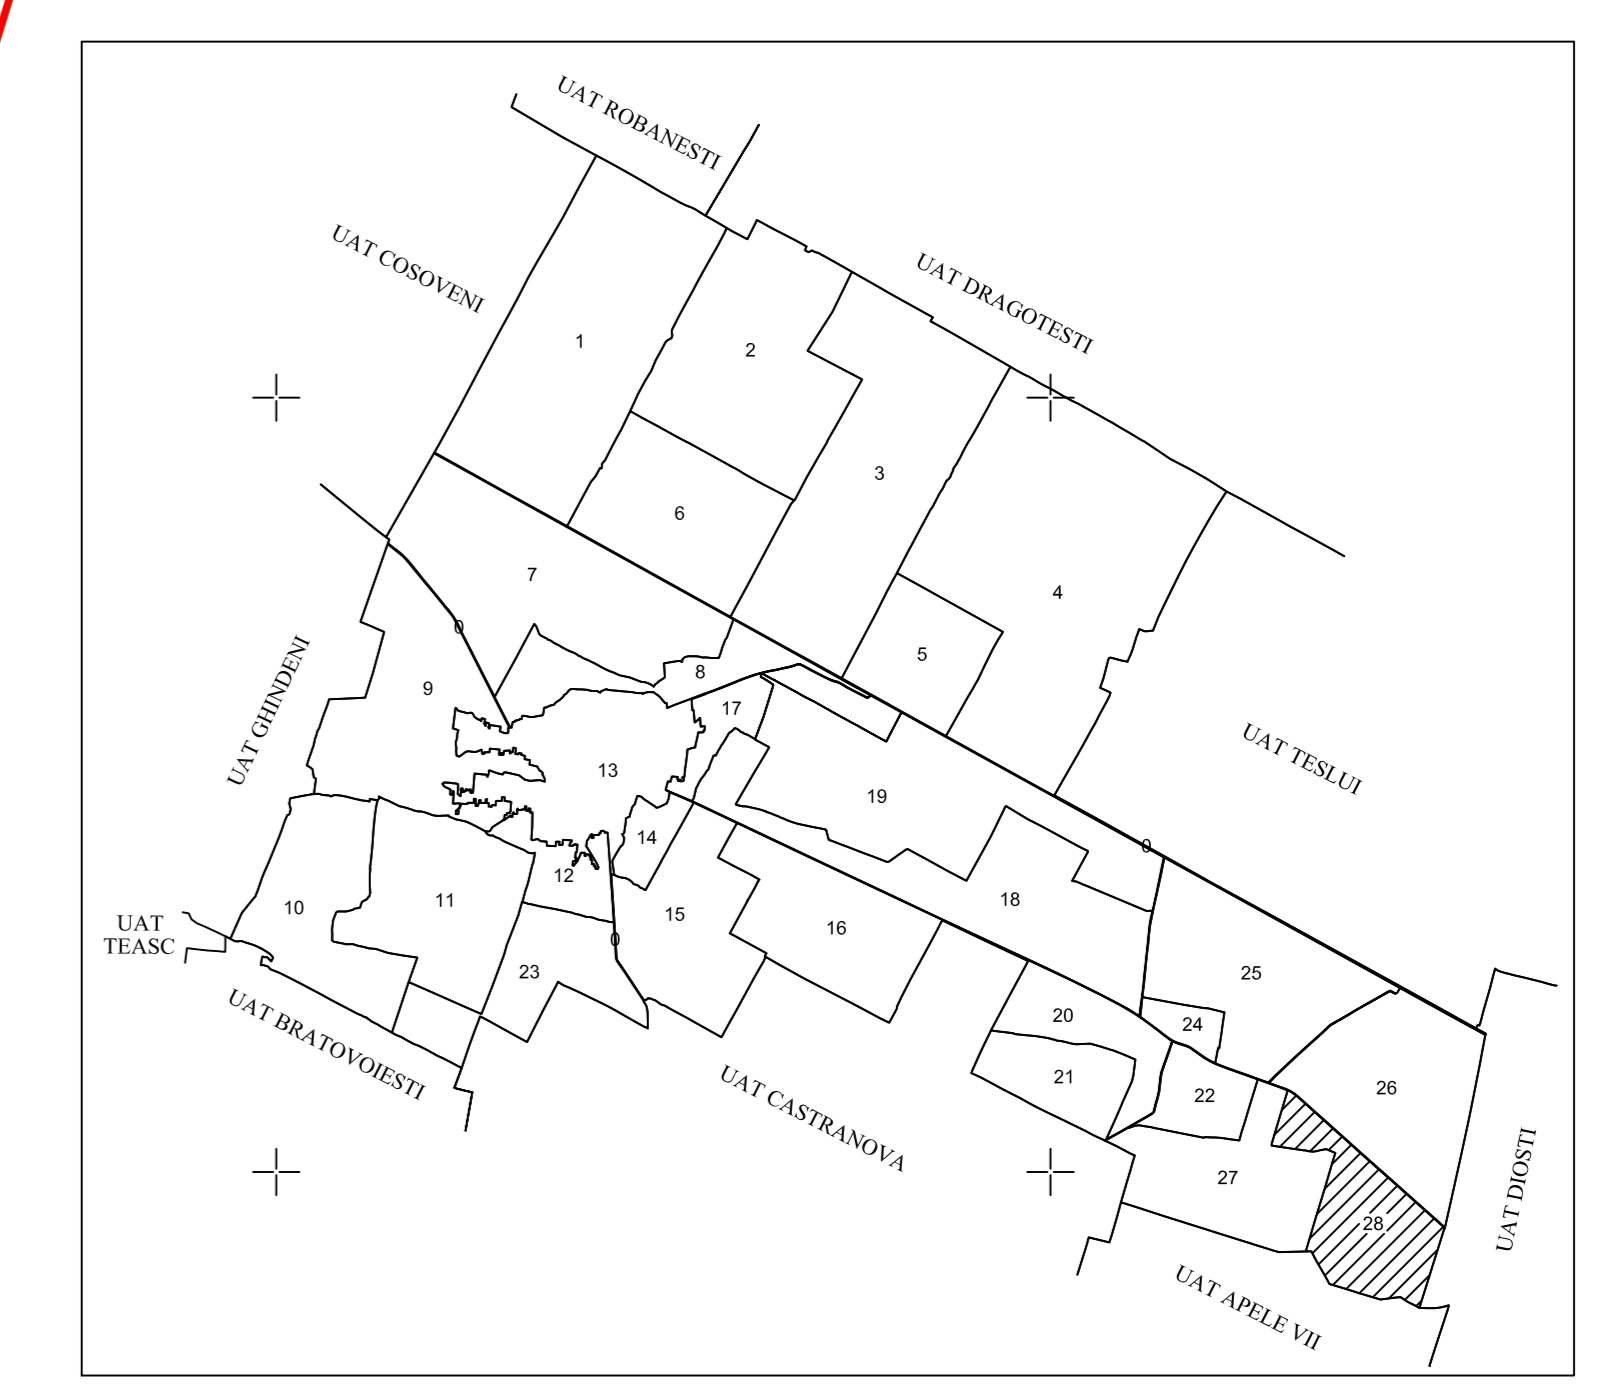 UAT ROBANESTI
UAT COSOVENI
UAT DRAGOTESTI
1
2
3
6
4
7
0
5
8
9
17
UAT GHINDENI
UAT TESLUI
13
19
14
0
12
11
10
18
15
16
UAT
TEASC
0
23
25
UAT BRATOVOIESTI
20
24
21
22
26
UAT CASTRANOVA
27
28
UAT DIOSTI
UAT APELE VII